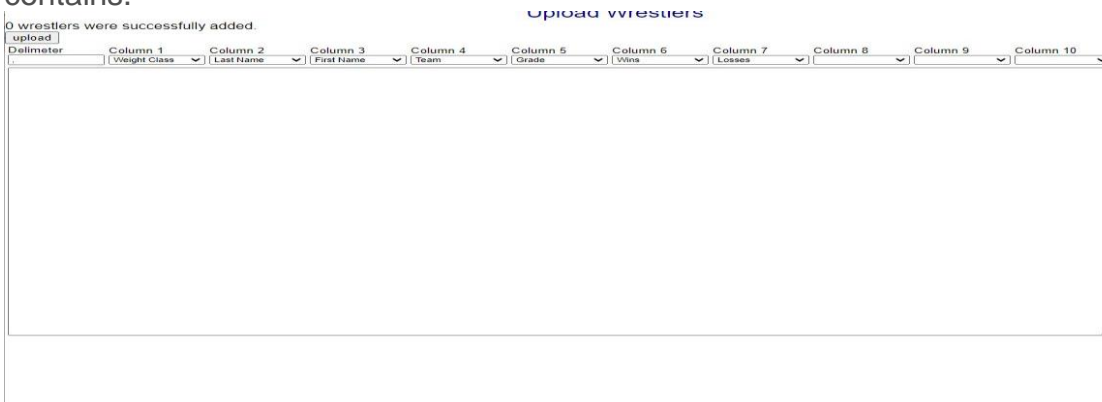 contains:
Upload Wrestlers
0 wrestlers were successfully added.
upload
Delimeter Column 1 Column 2 Column 3 Column 4 Column 5 Column 6 Column 7 Column 8 Column 9 Column 10
, Weight Class Last Name First Name Team Grade Wins Losses